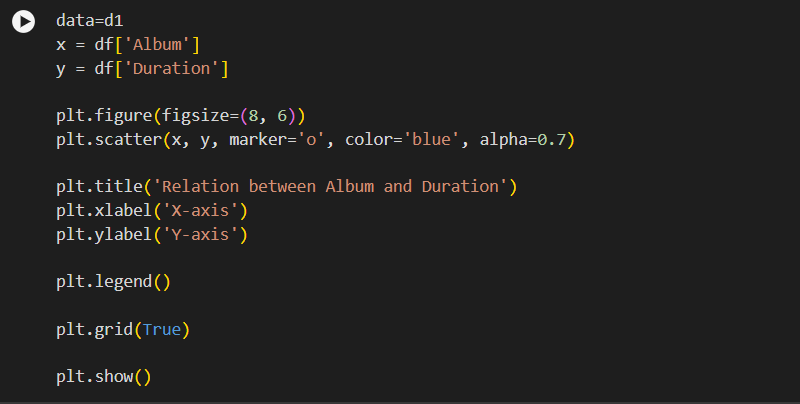 data=d1
x = df['Album']
y = df['Duration']
plt.figure(figsize=(8, 6))
plt.scatter(x, y, marker='o', color='blue', alpha=0.7)
plt.title('Relation between Album and Duration')
plt.xlabel('X-axis')
plt.ylabel('Y-axis')
plt.legend()
plt.grid(True)
plt.show()